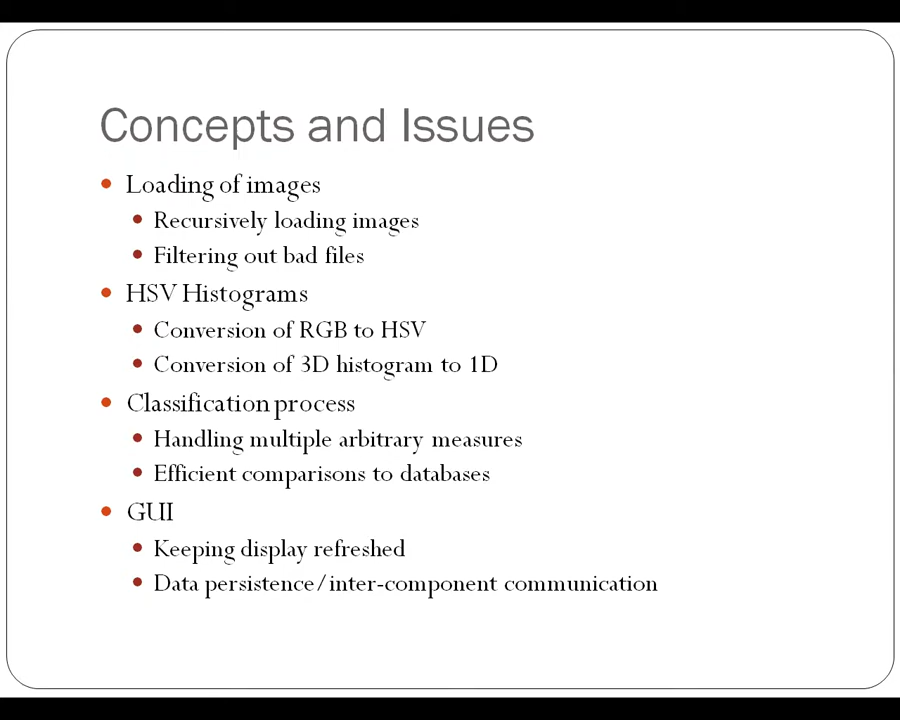 Concepts and Issues
Loading of images
Recursively loading images
Filtering out bad files
HSV Histograms
Conversion of RGB to HSV
Conversion of 3D histogram to 1D
Classification process
Handling multiple arbitrary measures
Efficient comparisons to databases
GUI
Keeping display refreshed
Data persistence/inter-component communication